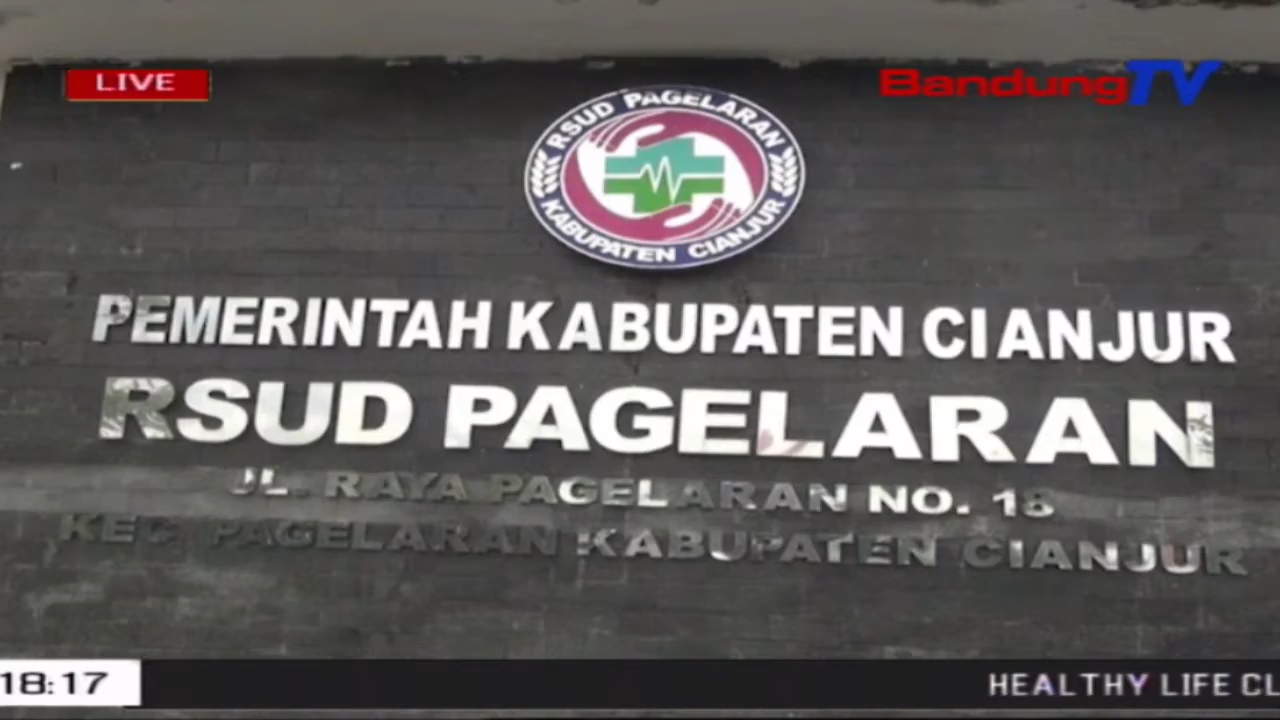 LIVE
BandungTV
RSUD PAGELARAN
KABUPATEN CIANJUR
PEMERINTAH KABUPATEN CIANJUR
RSUD PAGELARAN
JL. RAYA PAGELARAN NO. 18
KEC PAGELARAN KABUPATEN CIANJUR
18:17
HEALTHY LIFE CL